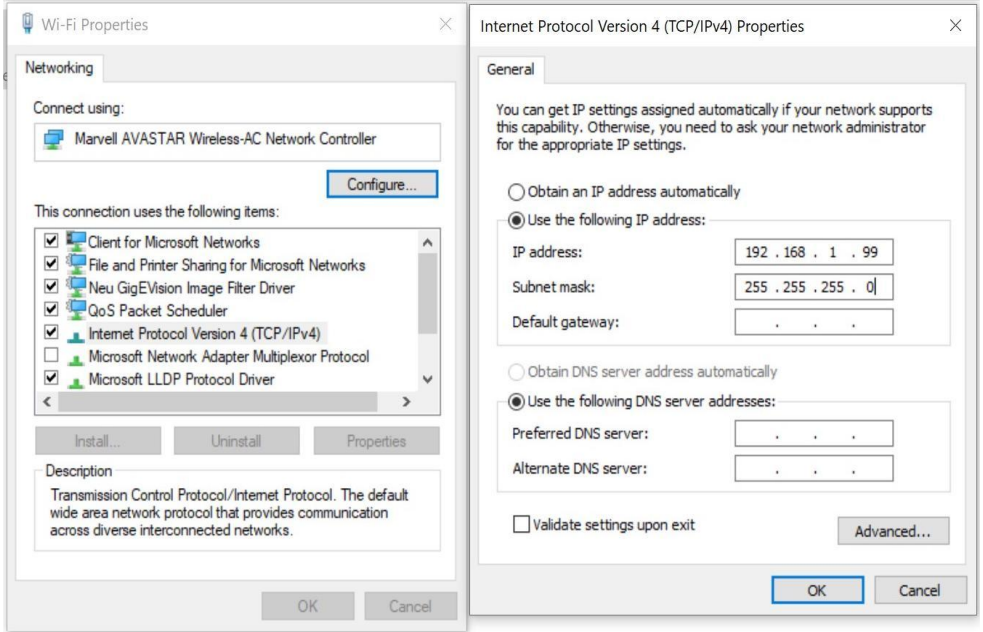 Wi-Fi Properties
Networking
Connect using:
Marvell AVASTAR Wireless-AC Network Controller
Configure...
This connection uses the following items:
Client for Microsoft Networks
File and Printer Sharing for Microsoft Networks
Neu GigEVision Image Filter Driver
QoS Packet Scheduler
Internet Protocol Version 4 (TCP/IPv4)
Microsoft Network Adapter Multiplexor Protocol
Microsoft LLDP Protocol Driver
Install...
Uninstall
Properties
Description
Transmission Control Protocol/Internet Protocol. The default
wide area network protocol that provides communication
across diverse interconnected networks.
OK
Cancel
Internet Protocol Version 4 (TCP/IPv4) Properties
General
You can get IP settings assigned automatically if your network supports
this capability. Otherwise, you need to ask your network administrator
for the appropriate IP settings.
Obtain an IP address automatically
Use the following IP address:
IP address:
192 . 168 . 1 . 99
Subnet mask:
255 . 255 . 255 . 0
Default gateway:
. . .
Obtain DNS server address automatically
Use the following DNS server addresses:
Preferred DNS server:
. . .
Alternate DNS server:
. . .
Validate settings upon exit
Advanced...
OK
Cancel